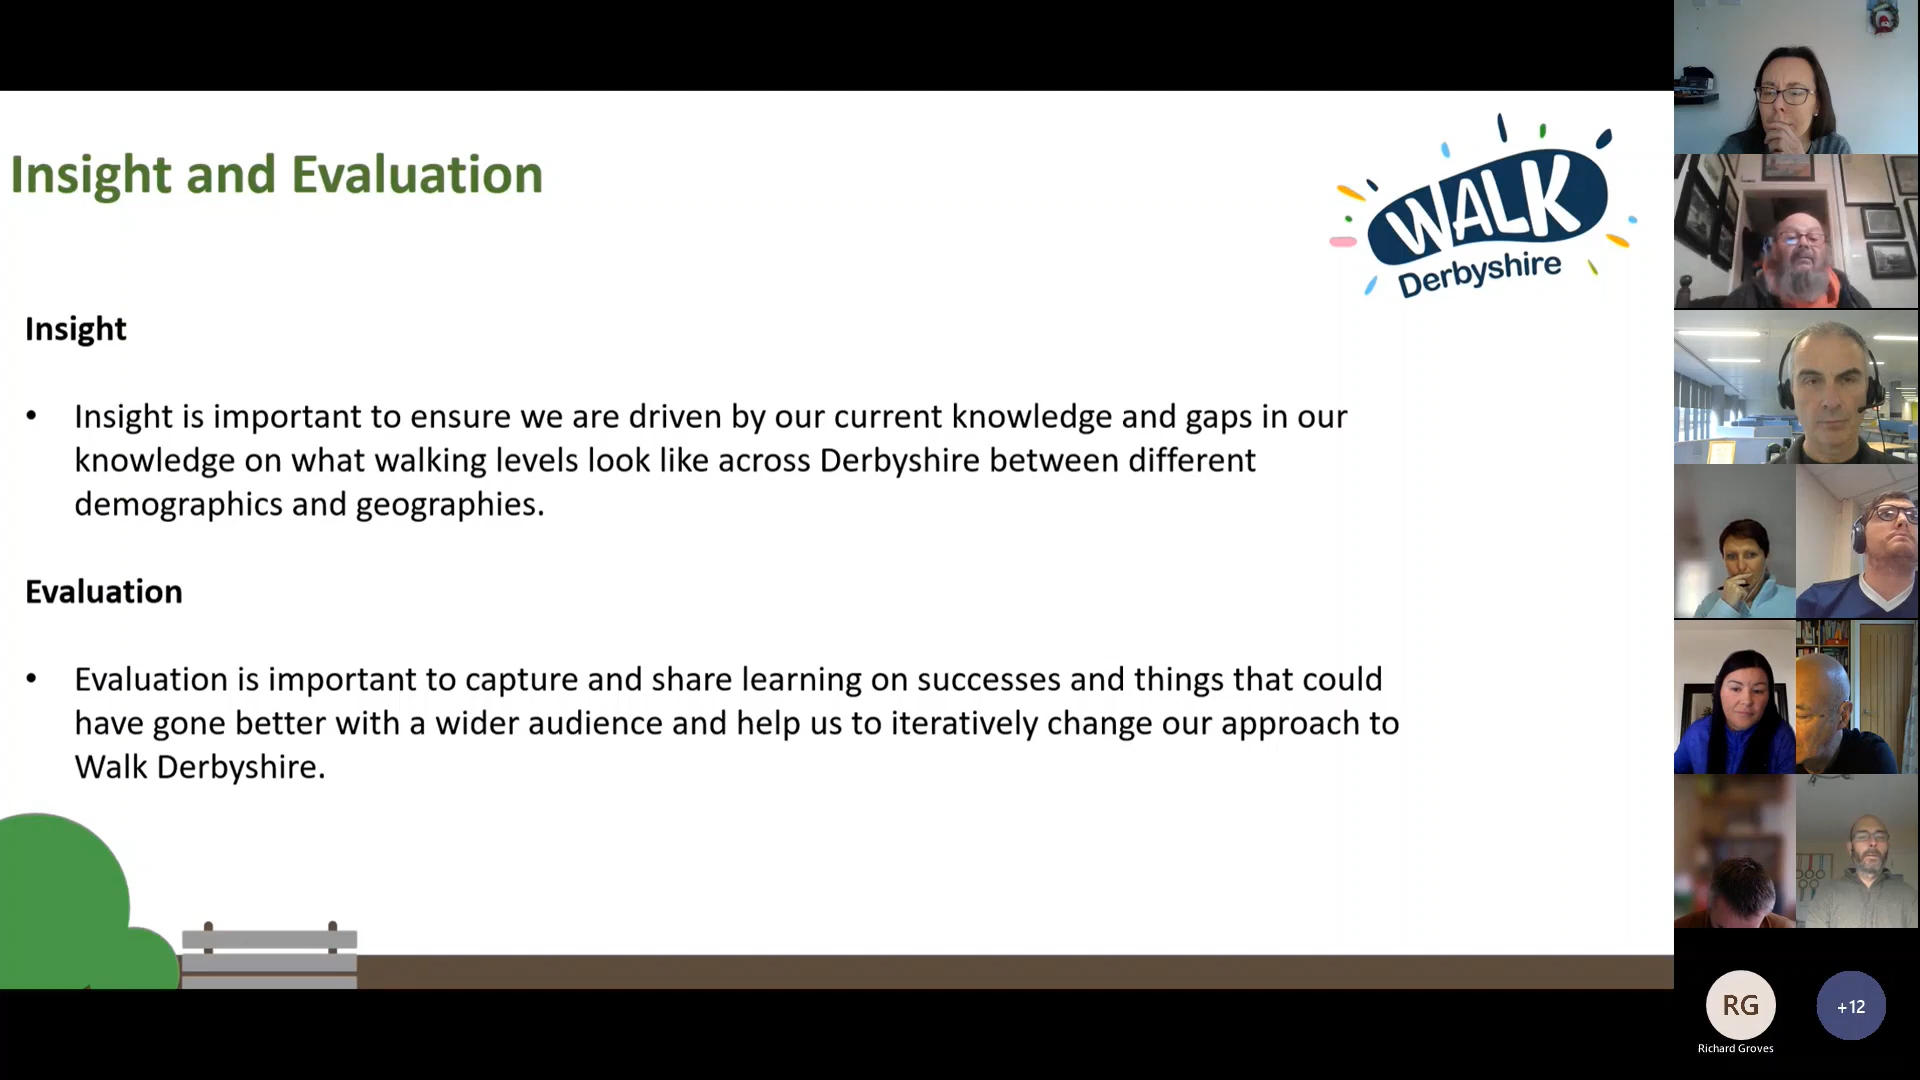 Insight and Evaluation
WALK
Derbyshire
Insight
• Insight is important to ensure we are driven by our current knowledge and gaps in our
knowledge on what walking levels look like across Derbyshire between different
demographics and geographies.
Evaluation
• Evaluation is important to capture and share learning on successes and things that could
have gone better with a wider audience and help us to iteratively change our approach to
Walk Derbyshire.
RG
+12
Richard Groves